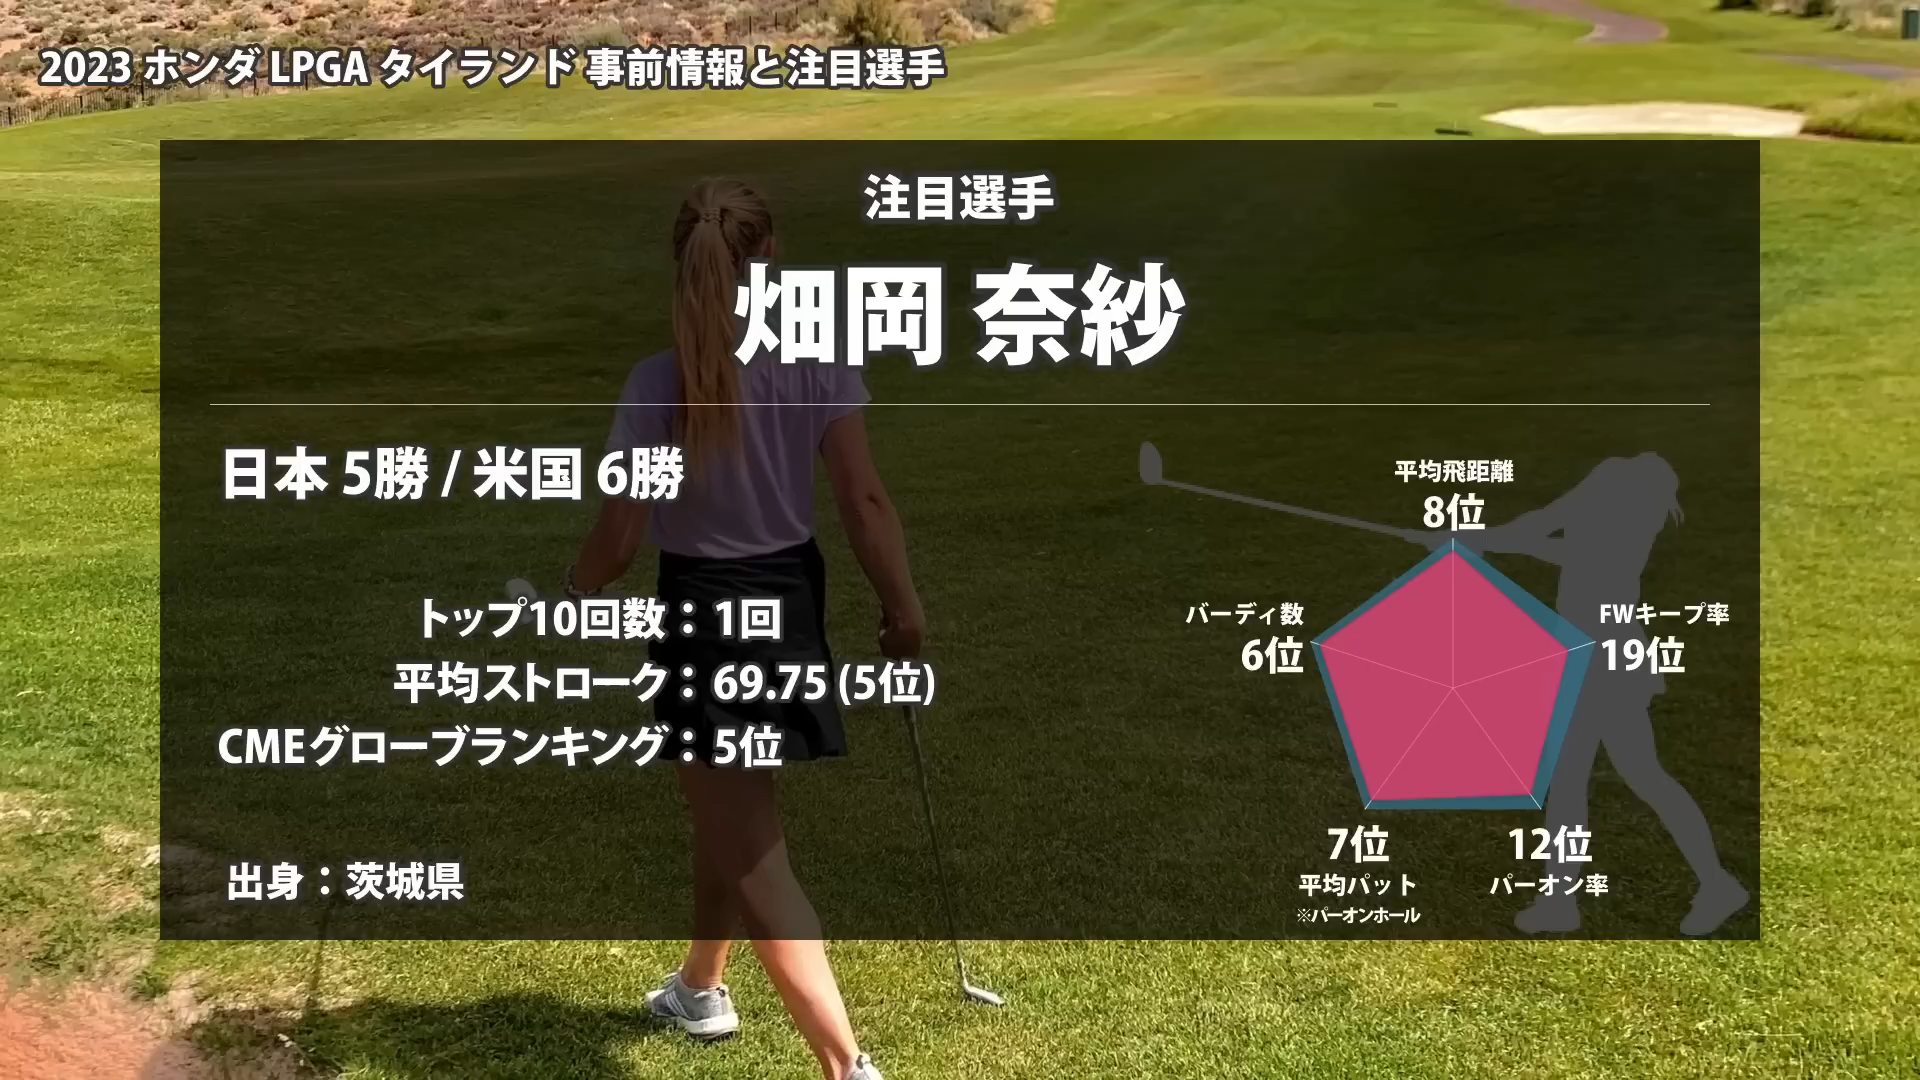 2023 ホンダ LPGA タイランド 事前情報と注目選手
注目選手
畑岡 奈紗
日本 5勝 / 米国 6勝
トップ10回数：1回
平均ストローク：69.75 (5位)
CMEグローブランキング：5位
出身：茨城県
平均飛距離
8位
バーディ数
6位
FWキープ率
19位
7位
平均パット
※パーオンホール
12位
パーオン率